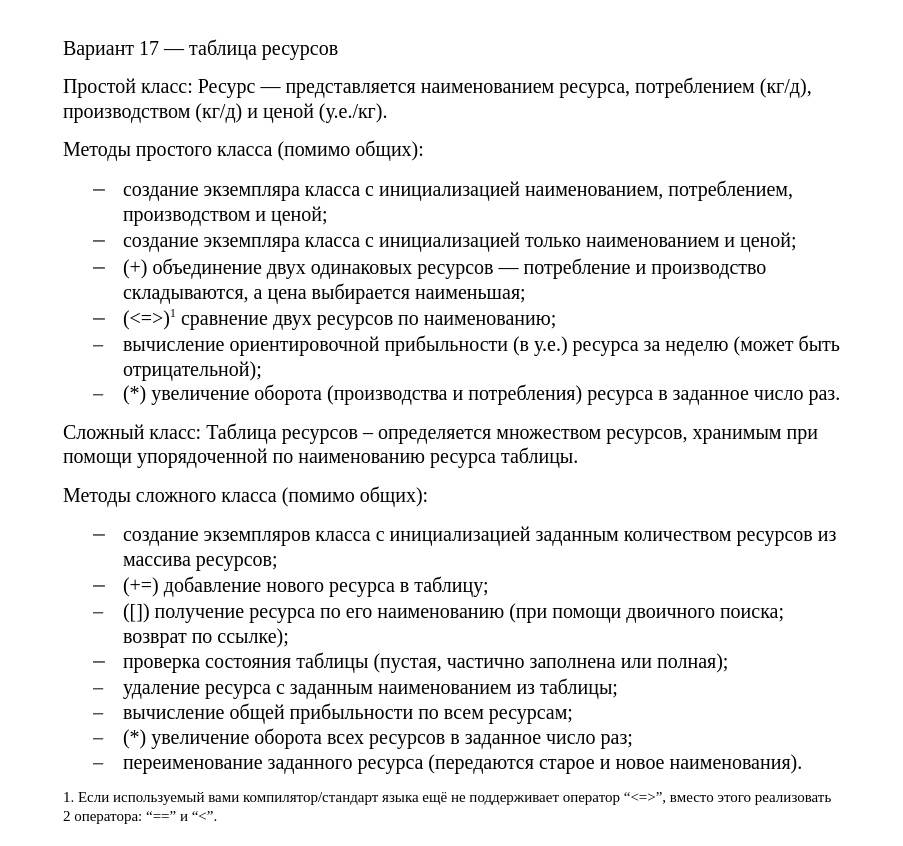 Вариант 17 — таблица ресурсов
Простой класс: Ресурс — представляется наименованием ресурса, потреблением (кг/д),
производством (кг/д) и ценой (у.е./кг).
Методы простого класса (помимо общих):
— создание экземпляра класса с инициализацией наименованием, потреблением,
производством и ценой;
— создание экземпляра класса с инициализацией только наименованием и ценой;
— (+) объединение двух одинаковых ресурсов — потребление и производство
складываются, а цена выбирается наименьшая;
— (<=>)¹ сравнение двух ресурсов по наименованию;
– вычисление ориентировочной прибыльности (в у.е.) ресурса за неделю (может быть
отрицательной);
– (*) увеличение оборота (производства и потребления) ресурса в заданное число раз.
Сложный класс: Таблица ресурсов – определяется множеством ресурсов, хранимым при
помощи упорядоченной по наименованию ресурса таблицы.
Методы сложного класса (помимо общих):
— создание экземпляров класса с инициализацией заданным количеством ресурсов из
массива ресурсов;
— (+=) добавление нового ресурса в таблицу;
– ([]) получение ресурса по его наименованию (при помощи двоичного поиска;
возврат по ссылке);
— проверка состояния таблицы (пустая, частично заполнена или полная);
– удаление ресурса с заданным наименованием из таблицы;
– вычисление общей прибыльности по всем ресурсам;
– (*) увеличение оборота всех ресурсов в заданное число раз;
– переименование заданного ресурса (передаются старое и новое наименования).
1. Если используемый вами компилятор/стандарт языка ещё не поддерживает оператор “<=>”, вместо этого реализовать
2 оператора: “==” и “<”.